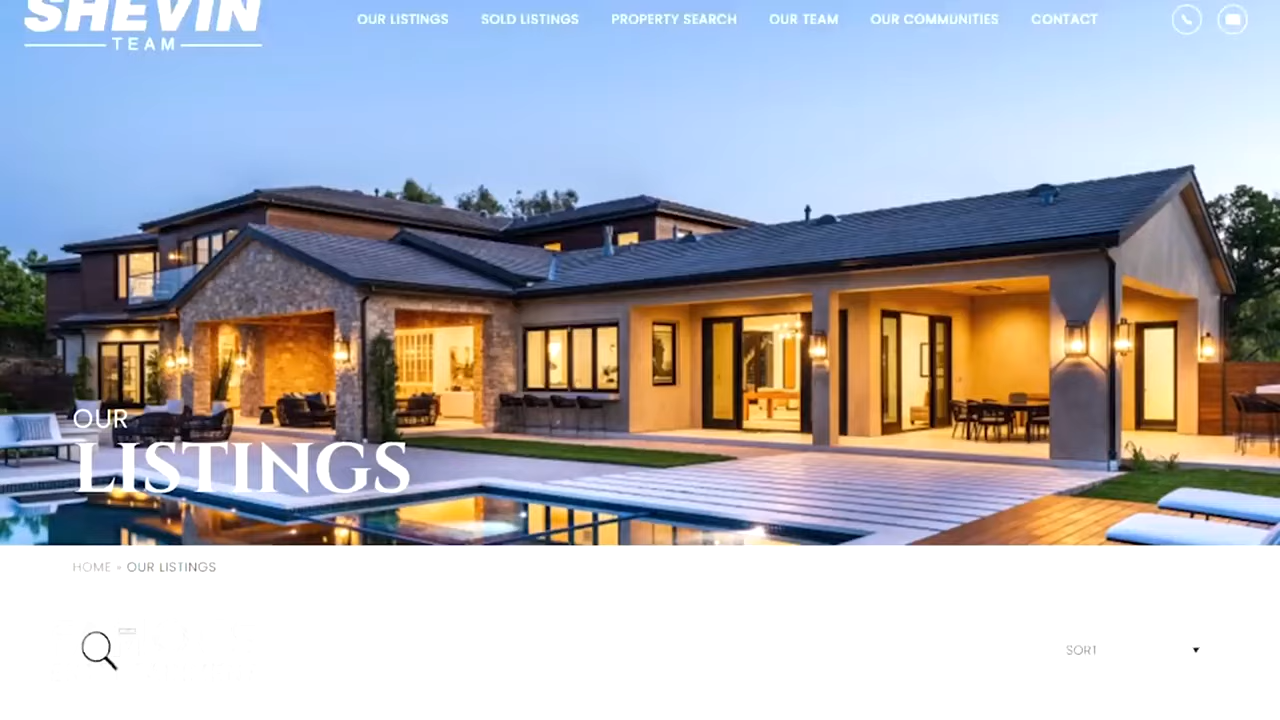 SHEVIN
TEAM
OUR LISTINGS
SOLD LISTINGS
PROPERTY SEARCH
OUR TEAM
OUR COMMUNITIES
CONTACT
OUR
LISTINGS
HOME » OUR LISTINGS
SORT